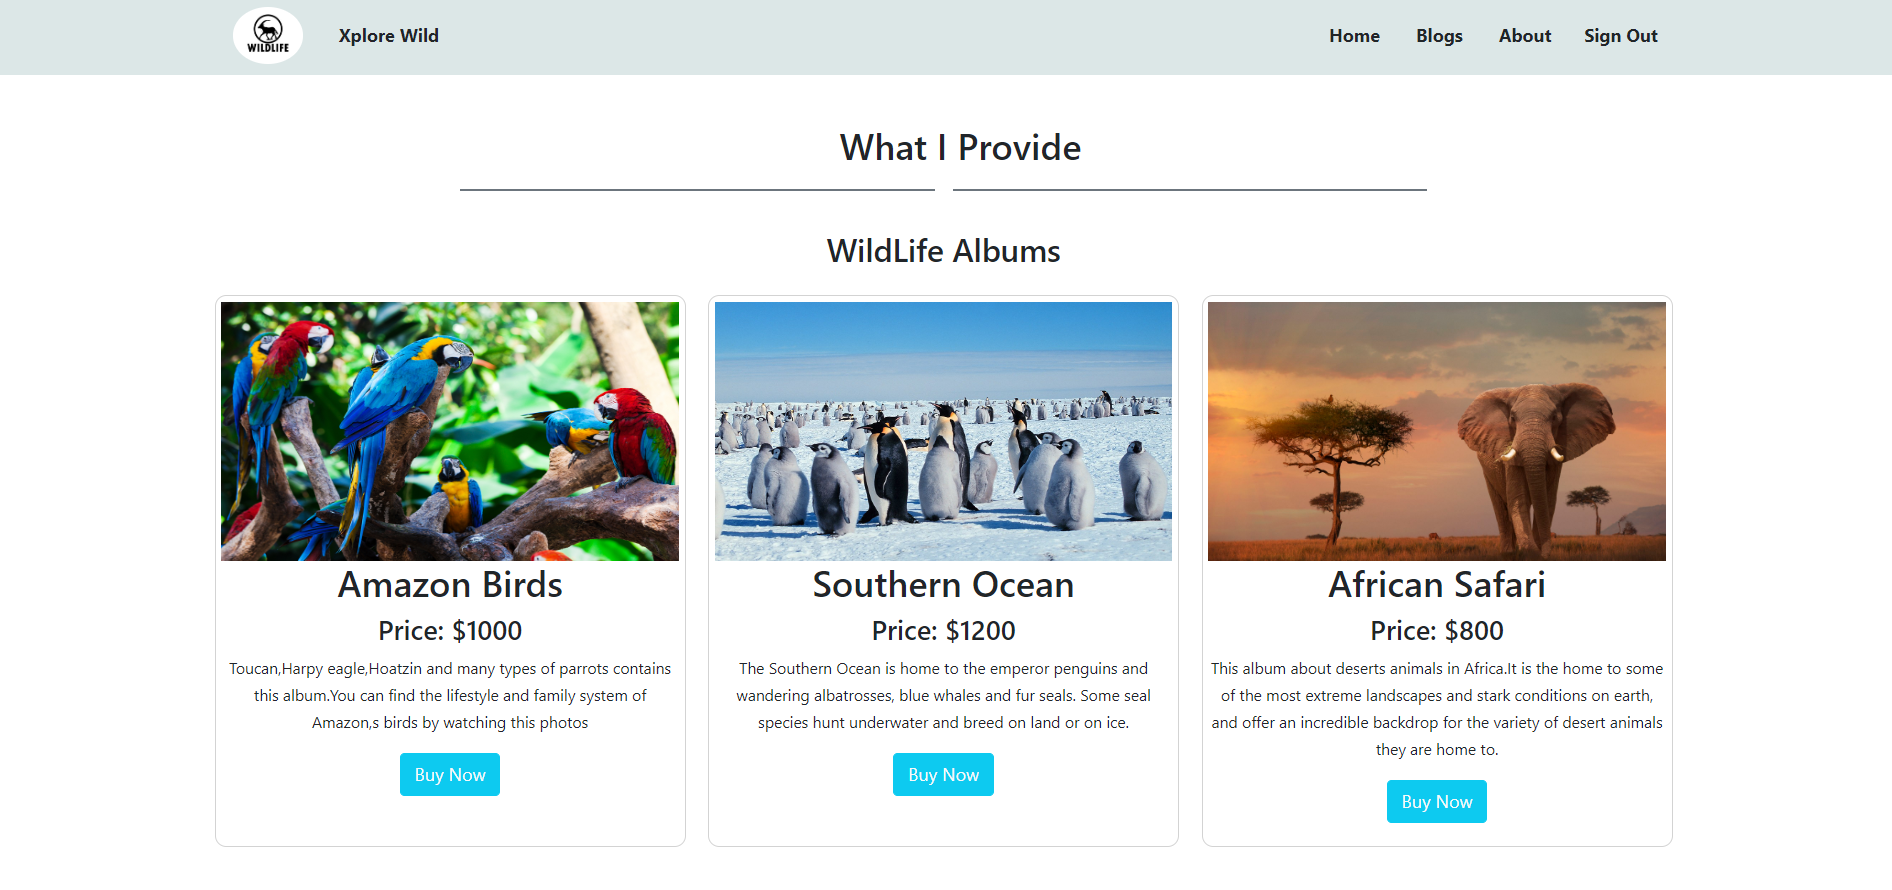 WILDLIFE
Xplore Wild
Home
Blogs
About
Sign Out
What I Provide
WildLife Albums
Amazon Birds
Price: $1000
Toucan,Harpy eagle,Hoatzin and many types of parrots contains
this album.You can find the lifestyle and family system of
Amazon,s birds by watching this photos
Buy Now
Southern Ocean
Price: $1200
The Southern Ocean is home to the emperor penguins and
wandering albatrosses, blue whales and fur seals. Some seal
species hunt underwater and breed on land or on ice.
Buy Now
African Safari
Price: $800
This album about deserts animals in Africa.It is the home to some
of the most extreme landscapes and stark conditions on earth,
and offer an incredible backdrop for the variety of desert animals
they are home to.
Buy Now